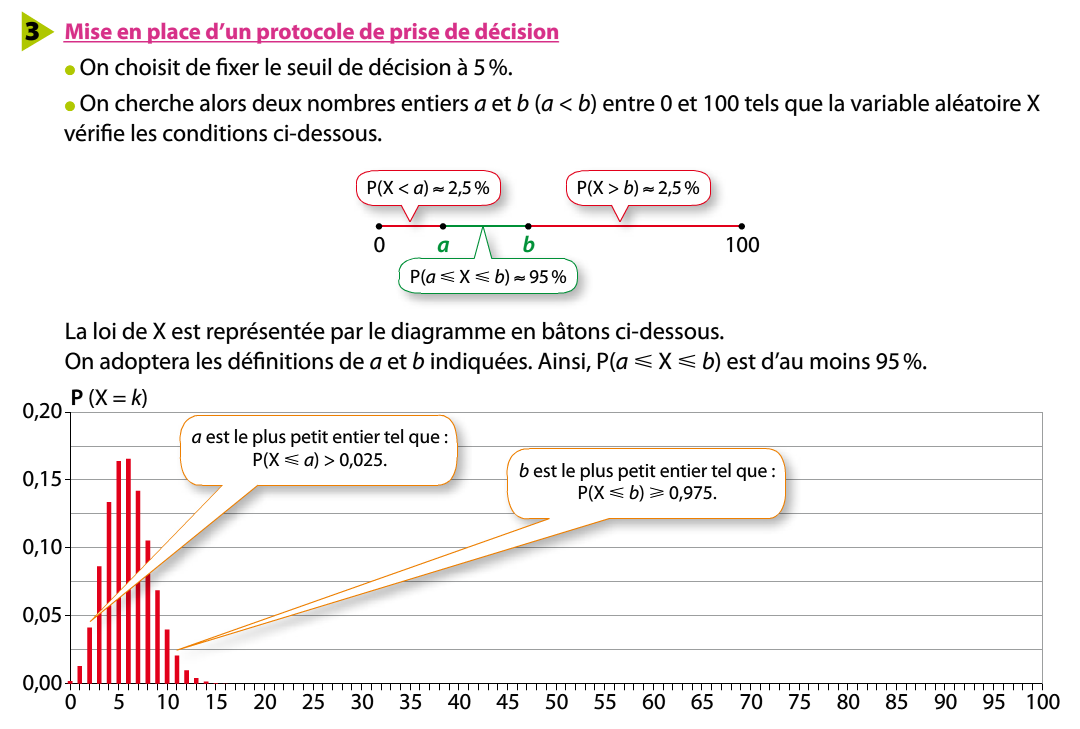 3 Mise en place d’un protocole de prise de décision
• On choisit de fixer le seuil de décision à 5 %.
• On cherche alors deux nombres entiers a et b (a < b) entre 0 et 100 tels que la variable aléatoire X
vérifie les conditions ci-dessous.
P(X < a) ≈ 2,5 %
P(X > b) ≈ 2,5 %
0
a
b
100
P(a ⩽ X ⩽ b) ≈ 95 %
La loi de X est représentée par le diagramme en bâtons ci-dessous.
On adoptera les définitions de a et b indiquées. Ainsi, P(a ⩽ X ⩽ b) est d’au moins 95 %.
P (X = k)
0,20
a est le plus petit entier tel que :
P(X ⩽ a) > 0,025.
b est le plus petit entier tel que :
P(X ⩽ b) ⩾ 0,975.
0,15
0,10
0,05
0,00
0 5 10 15 20 25 30 35 40 45 50 55 60 65 70 75 80 85 90 95 100